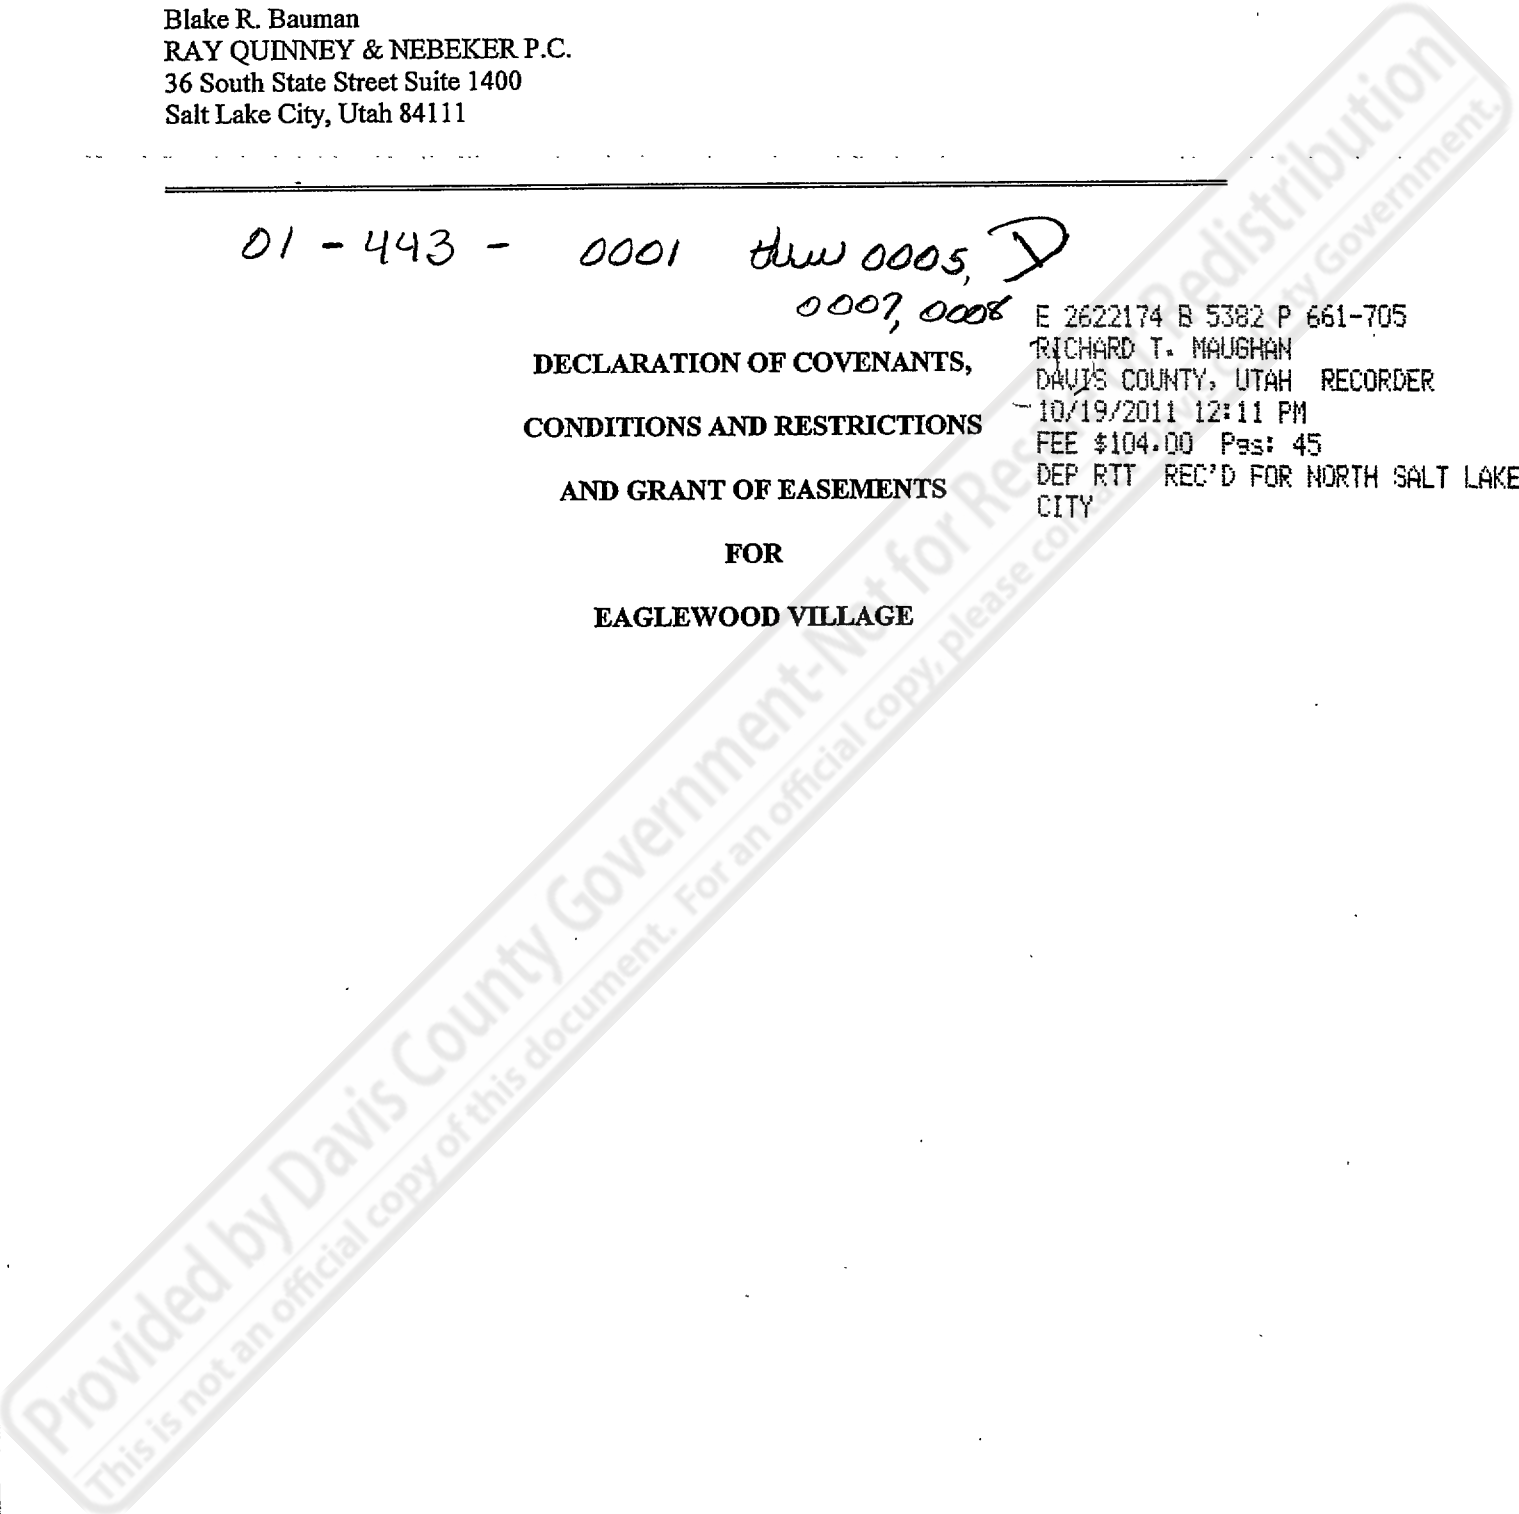 Blake R. Bauman
RAY QUINNEY & NEBEKER P.C.
36 South State Street Suite 1400
Salt Lake City, Utah 84111
01 - 443 - 0001 thru 0005, D
0007, 0008
E 2622174 B 5382 P 661-705
RICHARD T. MAUGHAN
DAVIS COUNTY, UTAH RECORDER
10/19/2011 12:11 PM
FEE $104.00 Pgs: 45
DEP RTT REC'D FOR NORTH SALT LAKE
CITY
DECLARATION OF COVENANTS,
CONDITIONS AND RESTRICTIONS
AND GRANT OF EASEMENTS
FOR
EAGLEWOOD VILLAGE
Provided by Davis County Government-Not for Resale or Redistribution
This is not an official copy of this document. For an official copy, please contact Davis County Government.